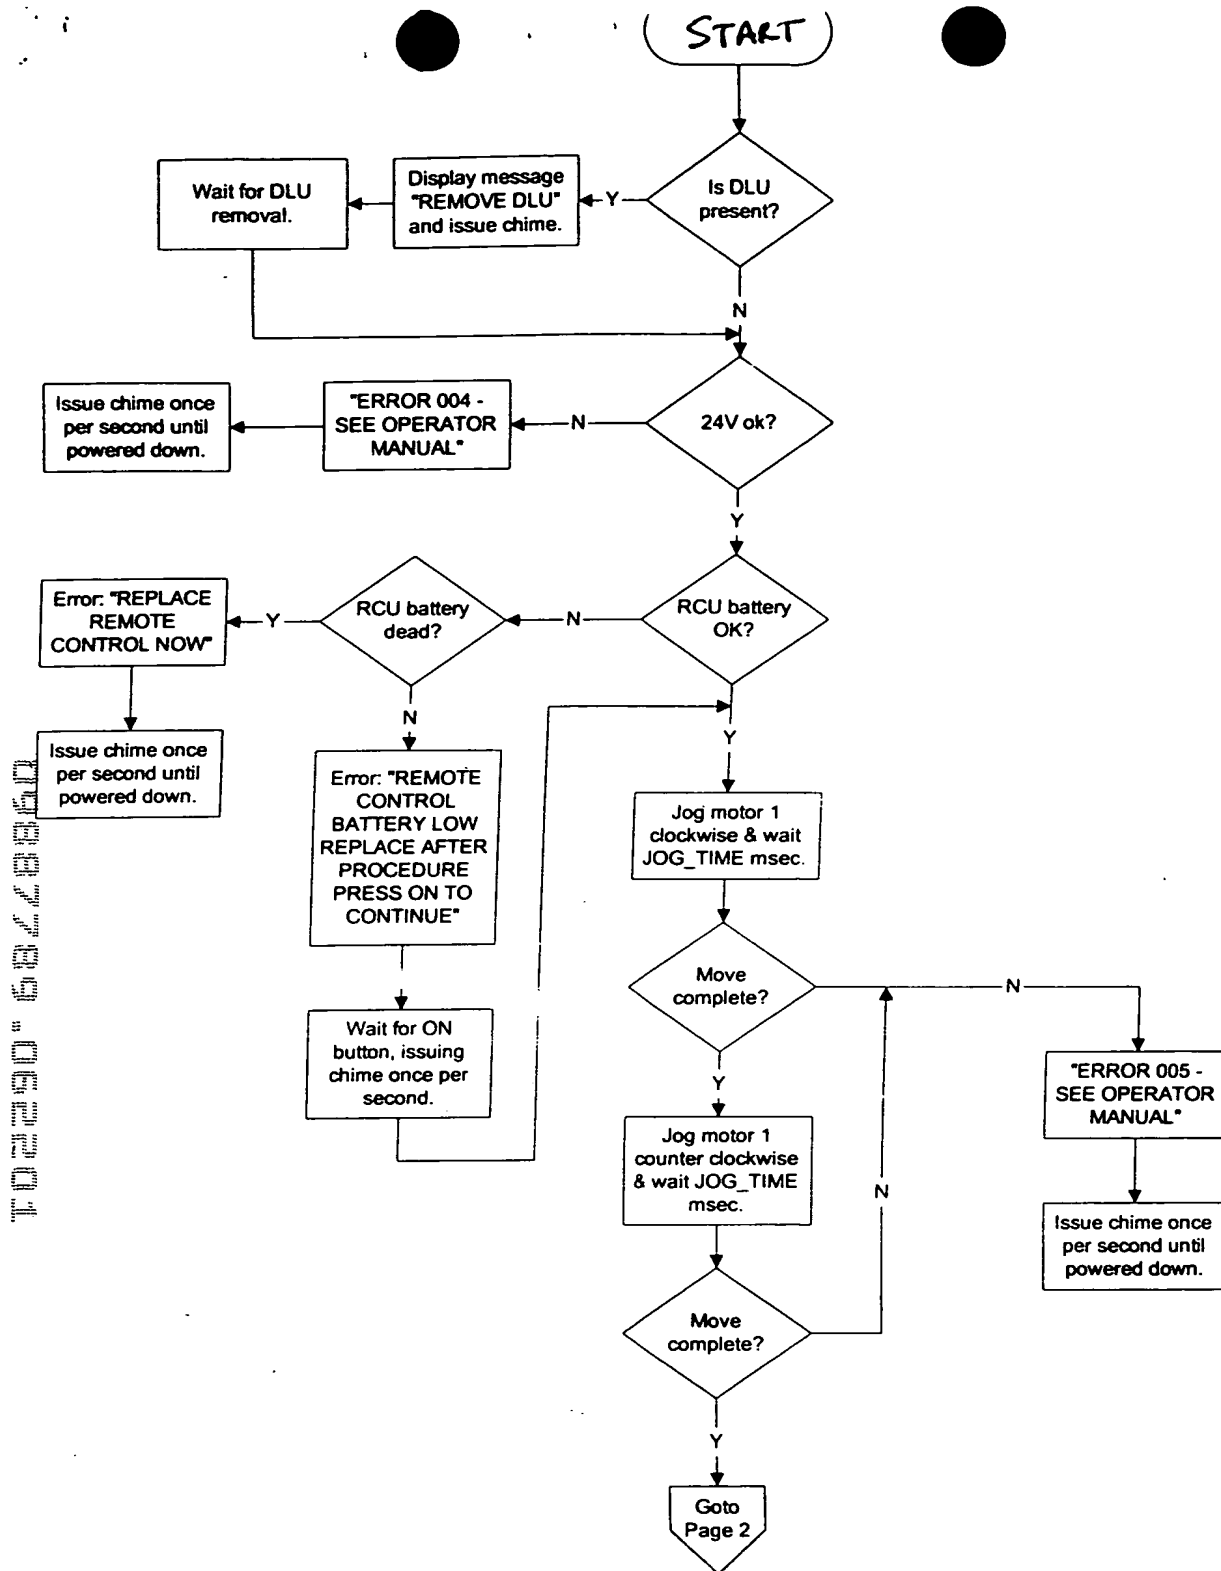 START
Is DLU
present?
Y
Display message
"REMOVE DLU"
and issue chime.
Wait for DLU
removal.
N
24V ok?
N
"ERROR 004 -
SEE OPERATOR
MANUAL"
Issue chime once
per second until
powered down.
Y
RCU battery
OK?
N
RCU battery
dead?
Y
Error: "REPLACE
REMOTE
CONTROL NOW"
Issue chime once
per second until
powered down.
N
Error: "REMOTE
CONTROL
BATTERY LOW
REPLACE AFTER
PROCEDURE
PRESS ON TO
CONTINUE"
Wait for ON
button, issuing
chime once per
second.
Y
Jog motor 1
clockwise & wait
JOG_TIME msec.
Move
complete?
N
"ERROR 005 -
SEE OPERATOR
MANUAL"
Issue chime once
per second until
powered down.
Y
Jog motor 1
counter clockwise
& wait JOG_TIME
msec.
Move
complete?
N
Y
Goto
Page 2
09887789.062201